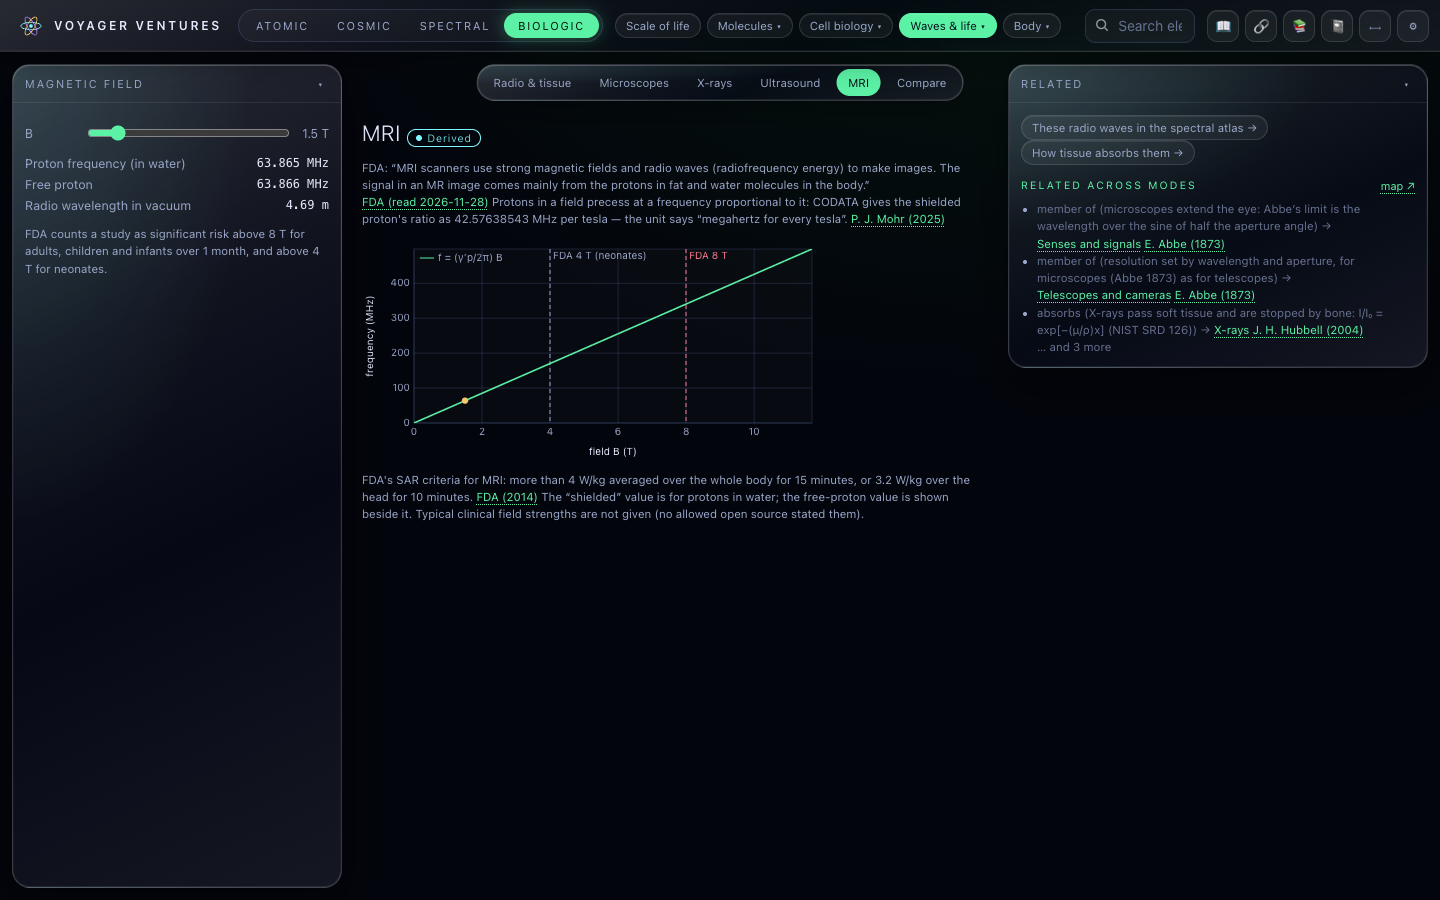 VOYAGER VENTURES
ATOMIC COSMIC SPECTRAL BIOLOGIC
Scale of life Molecules Cell biology Waves & life Body
Search ele
MAGNETIC FIELD
B 1.5 T
Proton frequency (in water) 63.865 MHz
Free proton 63.866 MHz
Radio wavelength in vacuum 4.69 m
FDA counts a study as significant risk above 8 T for
adults, children and infants over 1 month, and above 4
T for neonates.
Radio & tissue Microscopes X-rays Ultrasound MRI Compare
MRI Derived
FDA: “MRI scanners use strong magnetic fields and radio waves (radiofrequency energy) to make images. The
signal in an MR image comes mainly from the protons in fat and water molecules in the body.”
FDA (read 2026-11-28) Protons in a field precess at a frequency proportional to it: CODATA gives the shielded
proton's ratio as 42.57638543 MHz per tesla — the unit says “megahertz for every tesla”. P. J. Mohr (2025)
f = (γ′p/2π) B
FDA 4 T (neonates)
FDA 8 T
400
300
200
100
0
0 2 4 6 8 10
frequency (MHz)
field B (T)
FDA's SAR criteria for MRI: more than 4 W/kg averaged over the whole body for 15 minutes, or 3.2 W/kg over the
head for 10 minutes. FDA (2014) The “shielded” value is for protons in water; the free-proton value is shown
beside it. Typical clinical field strengths are not given (no allowed open source stated them).
RELATED
These radio waves in the spectral atlas →
How tissue absorbs them →
RELATED ACROSS MODES map ↗
• member of (microscopes extend the eye: Abbe's limit is the
wavelength over the sine of half the aperture angle) →
Senses and signals E. Abbe (1873)
• member of (resolution set by wavelength and aperture, for
microscopes (Abbe 1873) as for telescopes) →
Telescopes and cameras E. Abbe (1873)
• absorbs (X-rays pass soft tissue and are stopped by bone: I/I₀ =
exp[−(μ/ρ)x] (NIST SRD 126)) → X-rays J. H. Hubbell (2004)
… and 3 more